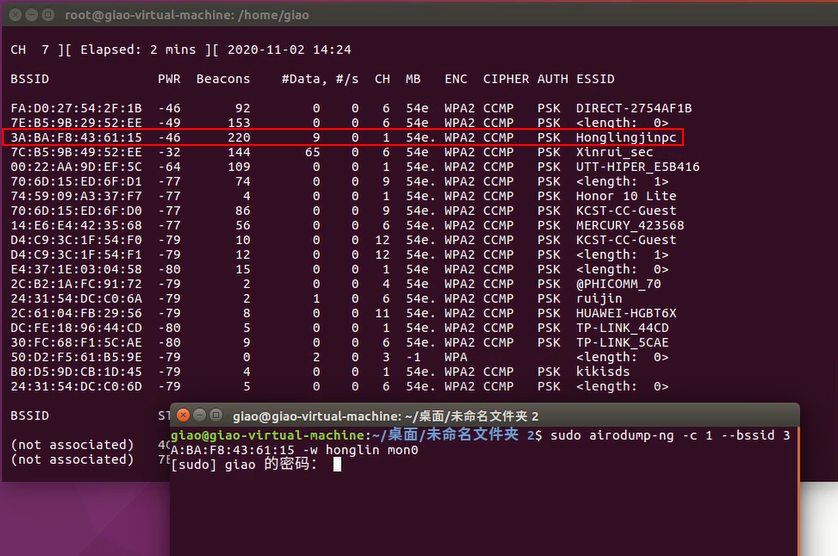 root@giao-virtual-machine: /home/giao
CH  7 ][ Elapsed: 2 mins ][ 2020-11-02 14:24
BSSID              PWR  Beacons    #Data, #/s  CH  MB   ENC  CIPHER AUTH ESSID
FA:D0:27:54:2F:1B  -46       92        0    0   6  54e  WPA2 CCMP   PSK  DIRECT-2754AF1B
7E:B5:9B:29:52:EE  -49      153        0    0   6  54e  WPA2 CCMP   PSK  <length:  0>
3A:BA:F8:43:61:15  -46      220        9    0   1  54e. WPA2 CCMP   PSK  Honglingjinpc
7C:B5:9B:49:52:EE  -32      144       65    0   6  54e  WPA2 CCMP   PSK  Xinrui_sec
00:22:AA:9D:EF:5C  -64      109        0    0   1  54e. WPA2 CCMP   PSK  UTT-HIPER_E5B416
70:6D:15:ED:6F:D1  -77       74        0    0   9  54e. WPA2 CCMP   PSK  <length:  1>
74:59:09:A3:37:F7  -77        4        0    0   1  54e. WPA2 CCMP   PSK  Honor 10 Lite
70:6D:15:ED:6F:D0  -77       86        0    0   9  54e. WPA2 CCMP   PSK  KCST-CC-Guest
14:E6:E4:42:35:68  -77       56        0    0   6  54e. WPA2 CCMP   PSK  MERCURY_423568
D4:C9:3C:1F:54:F0  -79       10        0    0  12  54e. WPA2 CCMP   PSK  KCST-CC-Guest
D4:C9:3C:1F:54:F1  -79       12        0    0  12  54e. WPA2 CCMP   PSK  <length:  1>
E4:37:1E:03:04:58  -80       15        0    0   1  54e  WPA2 CCMP   PSK  <length:  0>
2C:B2:1A:FC:91:72  -79        2        0    0   4  54e  WPA2 CCMP   PSK  @PHICOMM_70
24:31:54:DC:C0:6A  -79        2        1    0   6  54e. WPA2 CCMP   PSK  ruijin
2C:61:04:FB:29:56  -79        8        0    0  11  54e. WPA2 CCMP   PSK  HUAWEI-HGBT6X
DC:FE:18:96:44:CD  -80        5        0    0   1  54e. WPA2 CCMP   PSK  TP-LINK_44CD
30:FC:68:F1:5C:AE  -80        9        0    0   6  54e. WPA2 CCMP   PSK  TP-LINK_5CAE
50:D2:F5:61:B5:9E  -79        0        2    0   3  -1   WPA              <length:  0>
B0:D5:9D:CB:1D:45  -79        4        0    0   1  54e. WPA2 CCMP   PSK  kikisds
24:31:54:DC:C0:6D  -79        5        0    0   6  54e. WPA2 CCMP   PSK  <length:  0>
BSSID              ST
(not associated)   4C
(not associated)   7E
giao@giao-virtual-machine: ~/桌面/未命名文件夹 2
giao@giao-virtual-machine:~/桌面/未命名文件夹 2$ sudo airodump-ng -c 1 --bssid 3
A:BA:F8:43:61:15 -w honglin mon0
[sudo] giao 的密码：